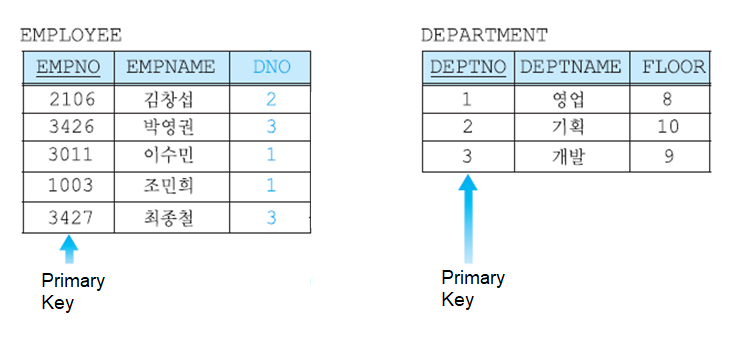 EMPLOYEE
EMPNO EMPNAME DNO
2106 김창섭 2
3426 박영권 3
3011 이수민 1
1003 조민희 1
3427 최종철 3
Primary
Key
DEPARTMENT
DEPTNO DEPTNAME FLOOR
1 영업 8
2 기획 10
3 개발 9
Primary
Key